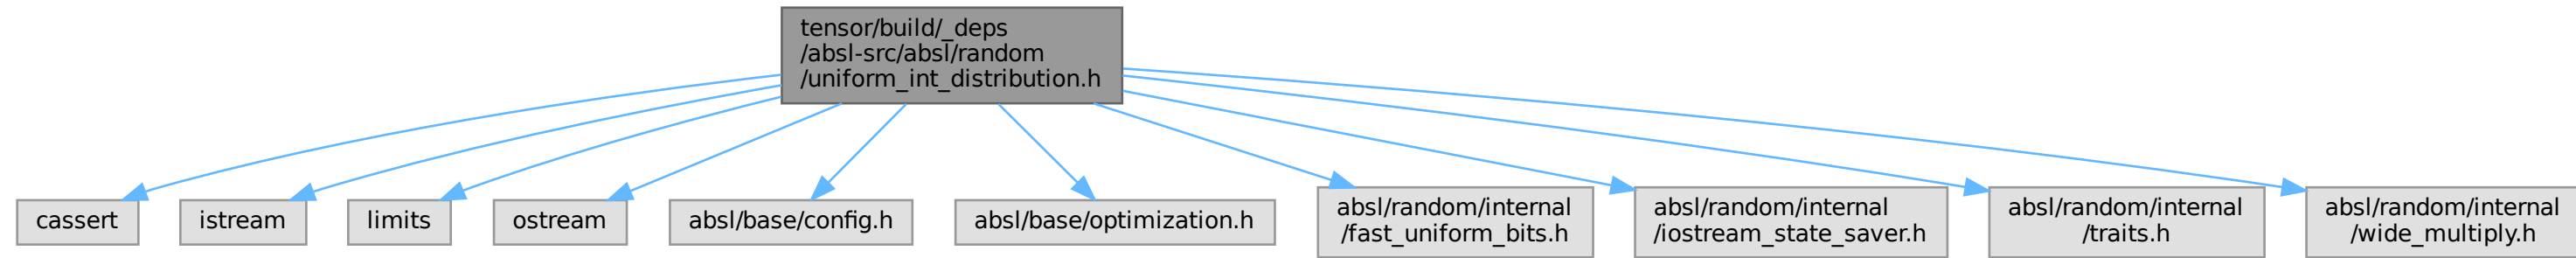 tensor/build/_deps
/absl-src/absl/random
/uniform_int_distribution.h
cassert
istream
limits
ostream
absl/base/config.h
absl/base/optimization.h
absl/random/internal
/fast_uniform_bits.h
absl/random/internal
/iostream_state_saver.h
absl/random/internal
/traits.h
absl/random/internal
/wide_multiply.h